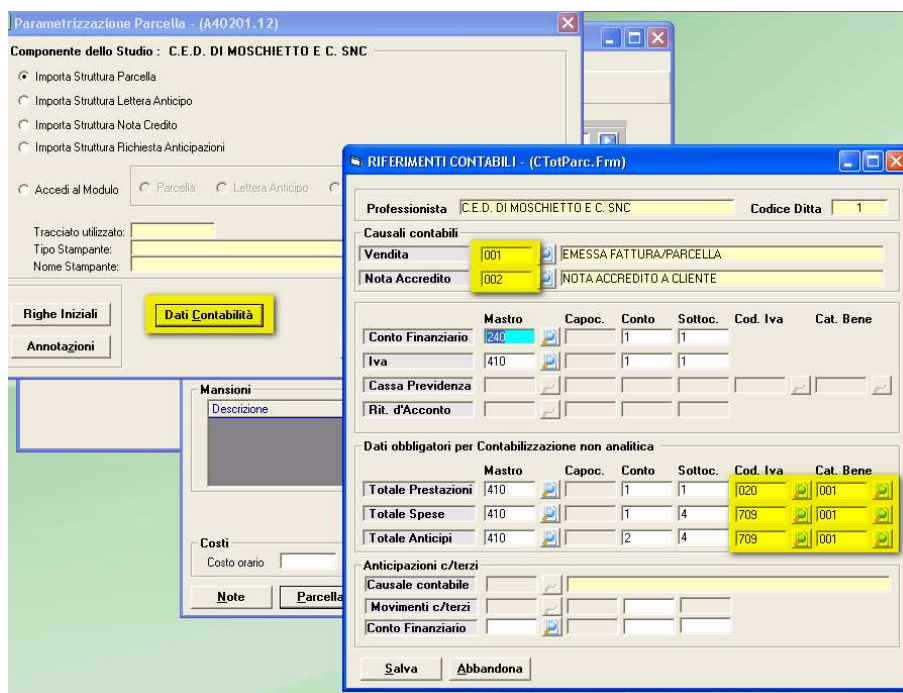 Parametrizzazione Parcella - (A40201.12)
Componente dello Studio : C.E.D. DI MOSCHIETTO E C. SNC
Importa Struttura Parcella
Importa Struttura Lettera Anticipo
Importa Struttura Nota Credito
Importa Struttura Richiesta Anticipazioni
Accedi al Modulo Parcella Lettera Anticipo
Tracciato utilizzato:
Tipo Stampante:
Nome Stampante:
Righe Iniziali Dati Contabilità
Annotazioni
Mansioni
Descrizione
Costi
Costo orario
Note Parcella
RIFERIMENTI CONTABILI - (CTotParc.Frm)
Professionista C.E.D. DI MOSCHIETTO E C. SNC Codice Ditta 1
Causali contabili
Vendita 001 EMESSA FATTURA/PARCELLA
Nota Accredito 002 NOTA ACCREDITO A CLIENTE
Mastro Capoc. Conto Sottoc. Cod. Iva Cat. Bene
Conto Finanziario 240 1 1
Iva 410 1 1
Cassa Previdenza
Rit. d'Acconto
Dati obbligatori per Contabilizzazione non analitica
Mastro Capoc. Conto Sottoc. Cod. Iva Cat. Bene
Totale Prestazioni 410 1 1 020 001
Totale Spese 410 1 4 709 001
Totale Anticipi 410 2 4 709 001
Anticipazioni c/terzi
Causale contabile
Movimenti c/terzi
Conto Finanziario
Salva Abbandona